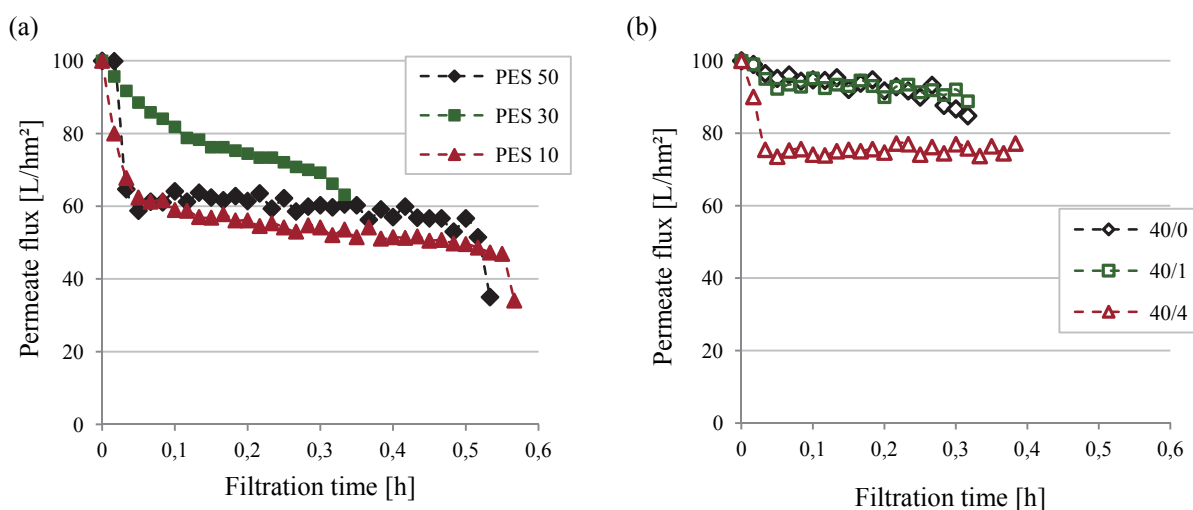 (a)
Permeate flux [L/hm²]
100
80
60
40
20
0
PES 50
PES 30
PES 10
0 0,1 0,2 0,3 0,4 0,5 0,6
Filtration time [h]
(b)
Permeate flux [L/hm²]
100
80
60
40
20
0
40/0
40/1
40/4
0 0,1 0,2 0,3 0,4 0,5 0,6
Filtration time [h]